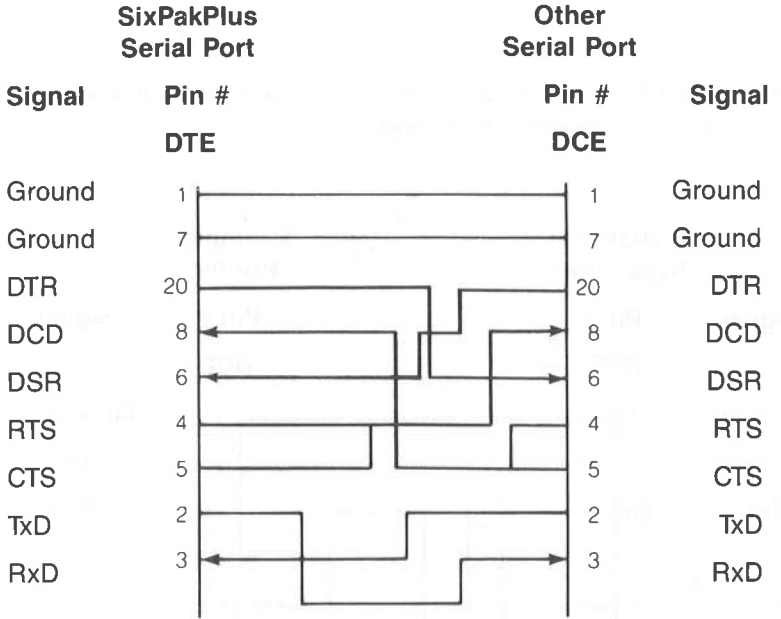 SixPakPlus Other
Serial Port Serial Port
Signal Pin # Pin # Signal
DTE DCE
Ground 1 1 Ground
Ground 7 7 Ground
DTR 20 20 DTR
DCD 8 8 DCD
DSR 6 6 DSR
RTS 4 4 RTS
CTS 5 5 CTS
TxD 2 2 TxD
RxD 3 3 RxD